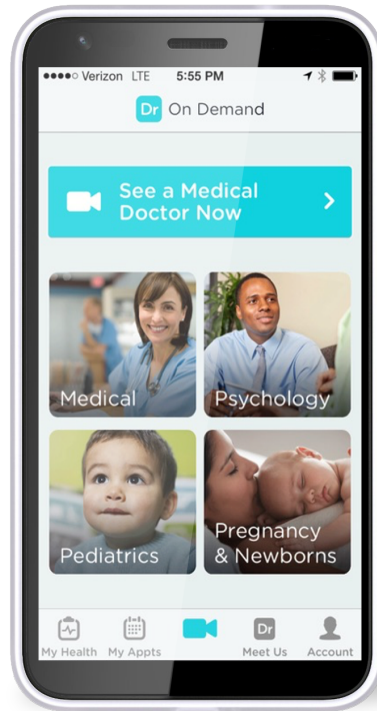 Verizon LTE 5:55 PM
Dr On Demand
See a Medical
Doctor Now
Medical
Psychology
Pediatrics
Pregnancy
& Newborns
My Health My Appts Dr Meet Us Account